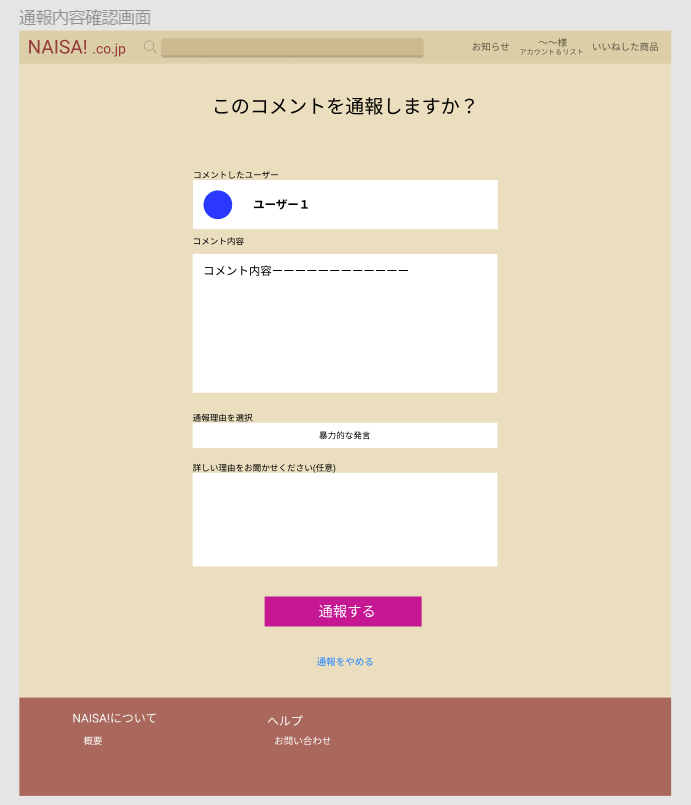 通報内容確認画面
NAISA! .co.jp
お知らせ
〜〜様
アカウント&リスト
いいねした商品
このコメントを通報しますか？
コメントしたユーザー
ユーザー１
コメント内容
コメント内容ーーーーーーーーーーーー
通報理由を選択
暴力的な発言
詳しい理由をお聞かせください(任意)
通報する
通報をやめる
NAISA!について
ヘルプ
概要
お問い合わせ